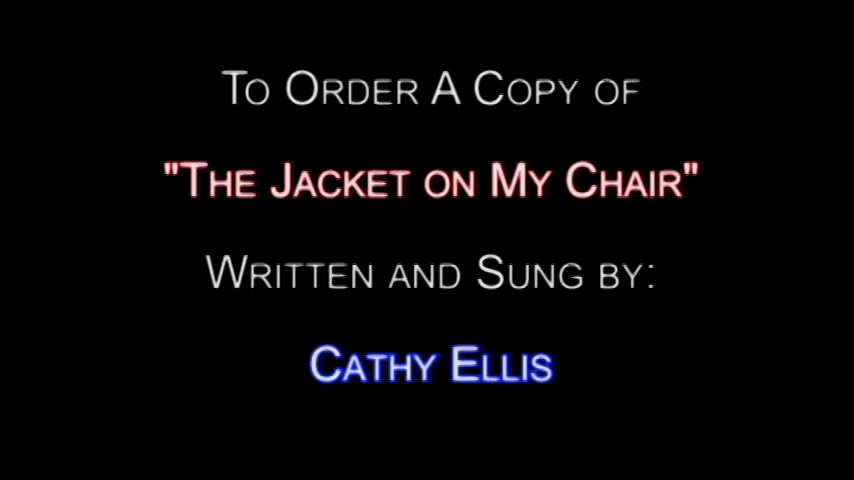 To Order A Copy of
"The Jacket on My Chair"
Written and Sung by:
Cathy Ellis